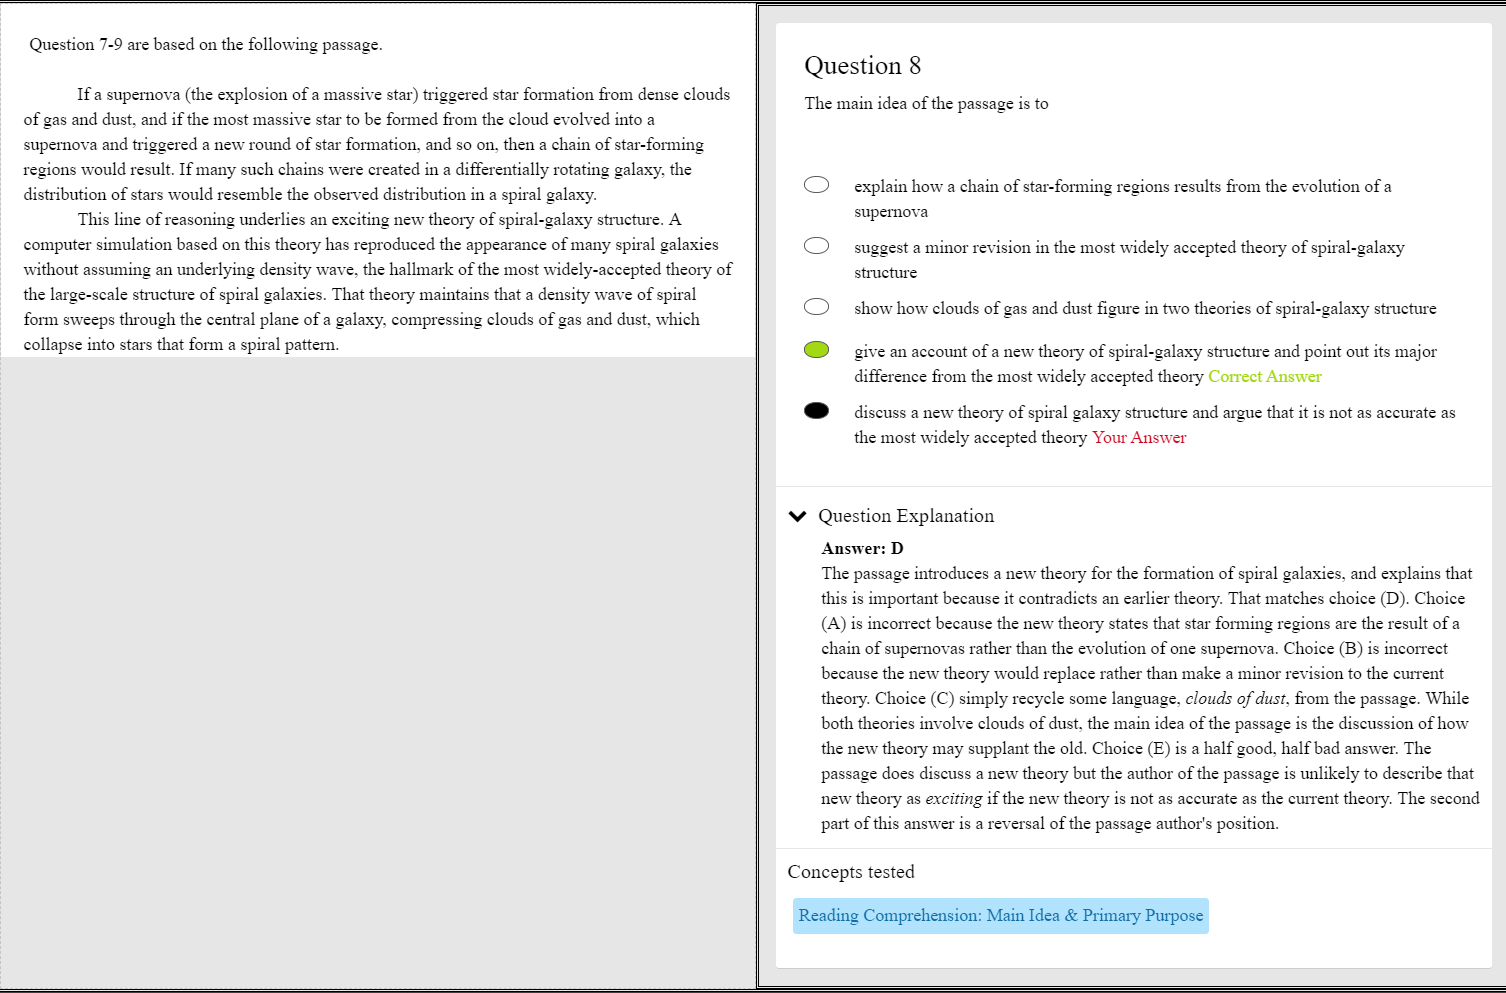 Question 7-9 are based on the following passage.
If a supernova (the explosion of a massive star) triggered star formation from dense clouds
of gas and dust, and if the most massive star to be formed from the cloud evolved into a
supernova and triggered a new round of star formation, and so on, then a chain of star-forming
regions would result. If many such chains were created in a differentially rotating galaxy, the
distribution of stars would resemble the observed distribution in a spiral galaxy.
This line of reasoning underlies an exciting new theory of spiral-galaxy structure. A
computer simulation based on this theory has reproduced the appearance of many spiral galaxies
without assuming an underlying density wave, the hallmark of the most widely-accepted theory of
the large-scale structure of spiral galaxies. That theory maintains that a density wave of spiral
form sweeps through the central plane of a galaxy, compressing clouds of gas and dust, which
collapse into stars that form a spiral pattern.
Question 8
The main idea of the passage is to
explain how a chain of star-forming regions results from the evolution of a
supernova
suggest a minor revision in the most widely accepted theory of spiral-galaxy
structure
show how clouds of gas and dust figure in two theories of spiral-galaxy structure
give an account of a new theory of spiral-galaxy structure and point out its major
difference from the most widely accepted theory Correct Answer
discuss a new theory of spiral galaxy structure and argue that it is not as accurate as
the most widely accepted theory Your Answer
Question Explanation
Answer: D
The passage introduces a new theory for the formation of spiral galaxies, and explains that
this is important because it contradicts an earlier theory. That matches choice (D). Choice
(A) is incorrect because the new theory states that star forming regions are the result of a
chain of supernovas rather than the evolution of one supernova. Choice (B) is incorrect
because the new theory would replace rather than make a minor revision to the current
theory. Choice (C) simply recycle some language, clouds of dust, from the passage. While
both theories involve clouds of dust, the main idea of the passage is the discussion of how
the new theory may supplant the old. Choice (E) is a half good, half bad answer. The
passage does discuss a new theory but the author of the passage is unlikely to describe that
new theory as exciting if the new theory is not as accurate as the current theory. The second
part of this answer is a reversal of the passage author's position.
Concepts tested
Reading Comprehension: Main Idea & Primary Purpose